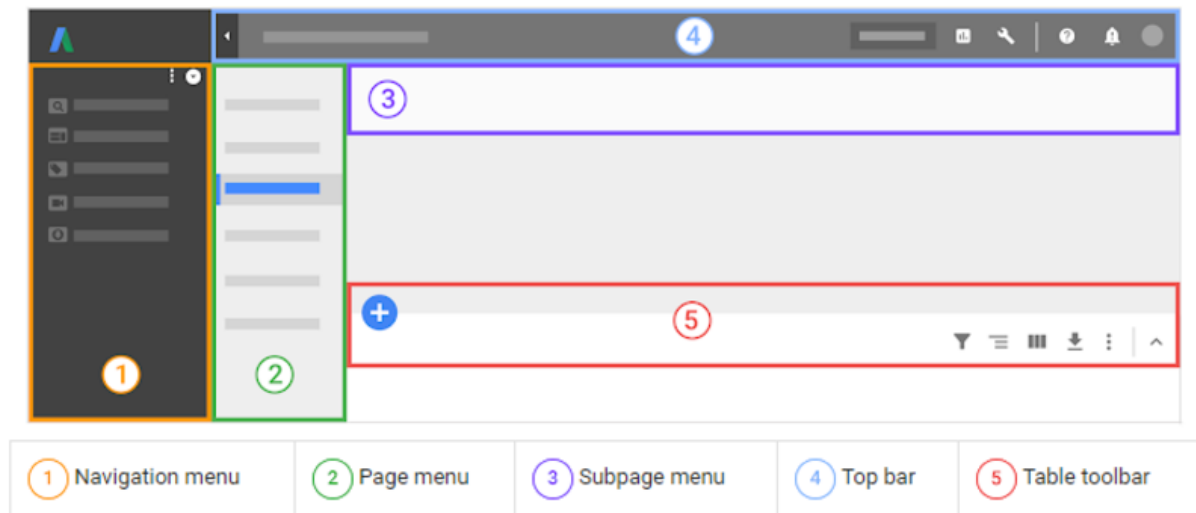 4
3
5
1
2
1 Navigation menu
2 Page menu
3 Subpage menu
4 Top bar
5 Table toolbar